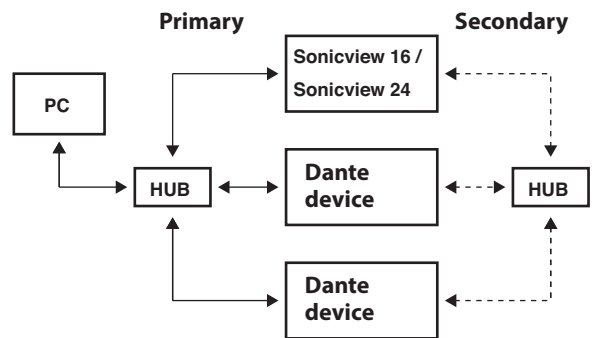 Primary
Secondary
Sonicview 16 /
Sonicview 24
PC
HUB
Dante
device
HUB
Dante
device